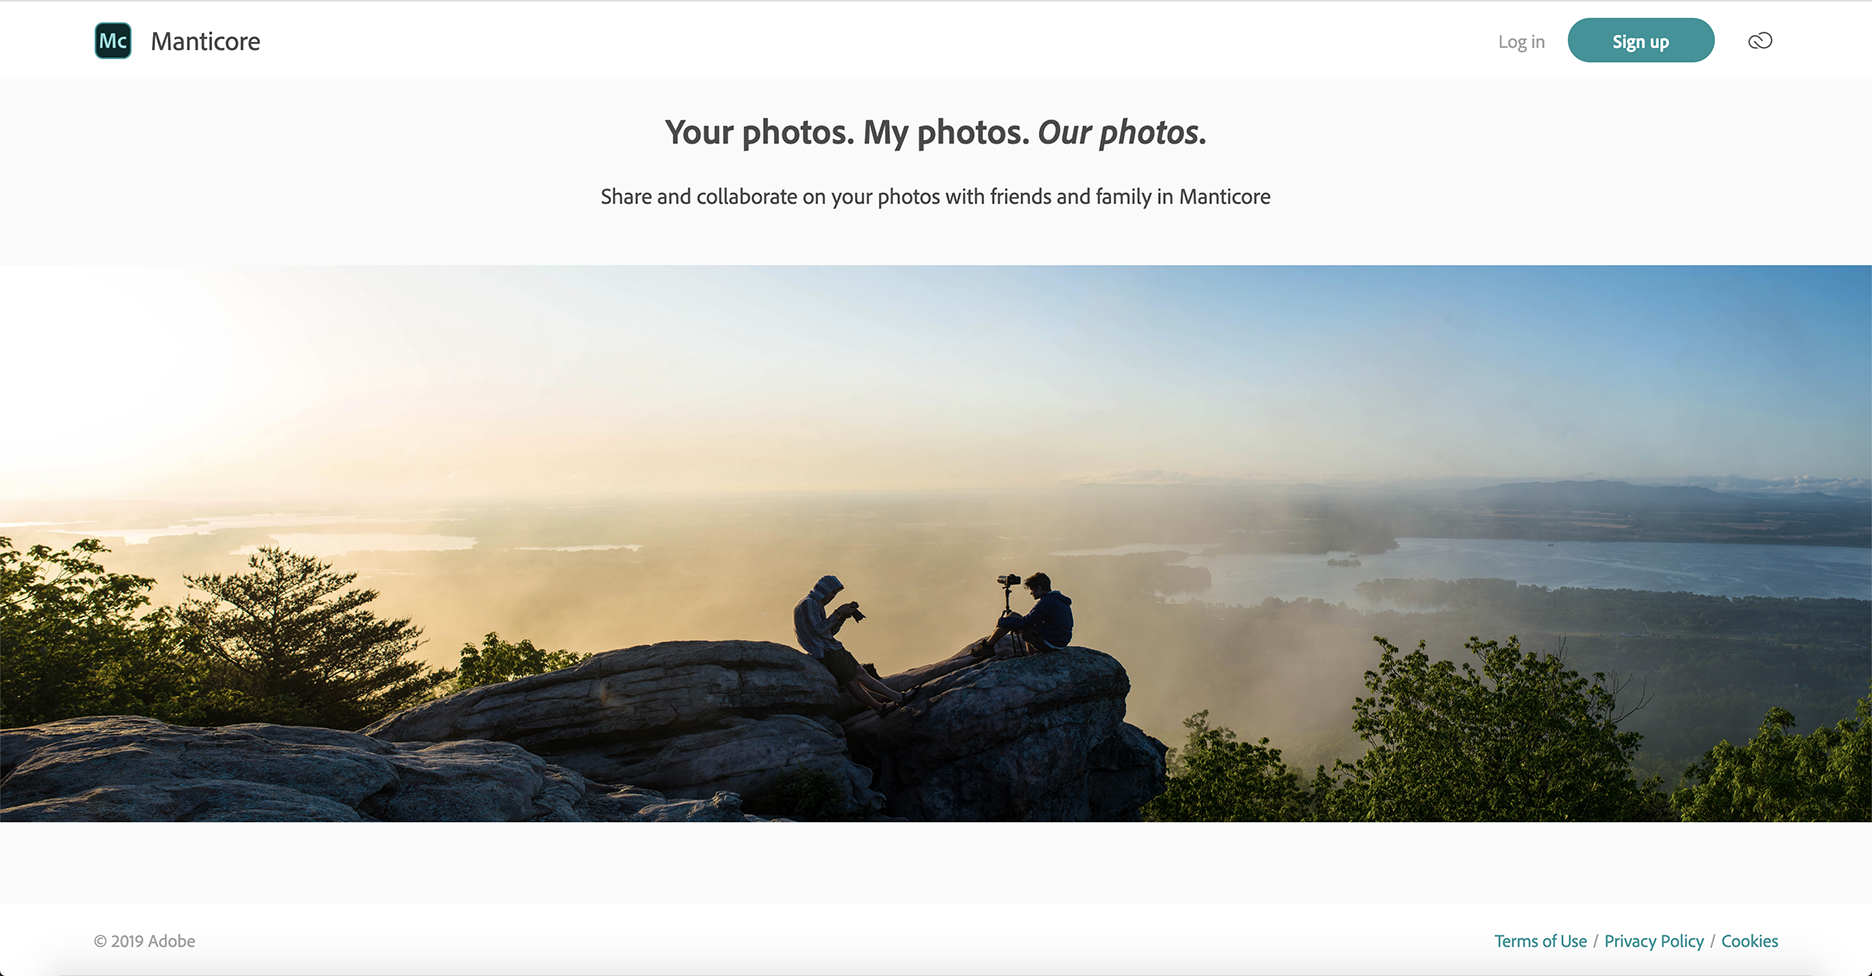 Mc Manticore
Log in Sign up
Your photos. My photos. Our photos.
Share and collaborate on your photos with friends and family in Manticore
© 2019 Adobe
Terms of Use / Privacy Policy / Cookies